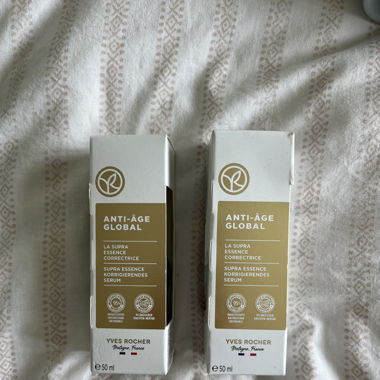 ANTI-ÂGE
GLOBAL
LA SUPRA
ESSENCE
CORRECTRICE
SUPRA ESSENCE
KORRIGIERENDES
SERUM
YVES ROCHER
Bretagne, France
℮ 50 ml
ANTI-ÂGE
GLOBAL
LA SUPRA
ESSENCE
CORRECTRICE
SUPRA ESSENCE
KORRIGIERENDES
SERUM
YVES ROCHER
Bretagne, France
℮ 50 ml